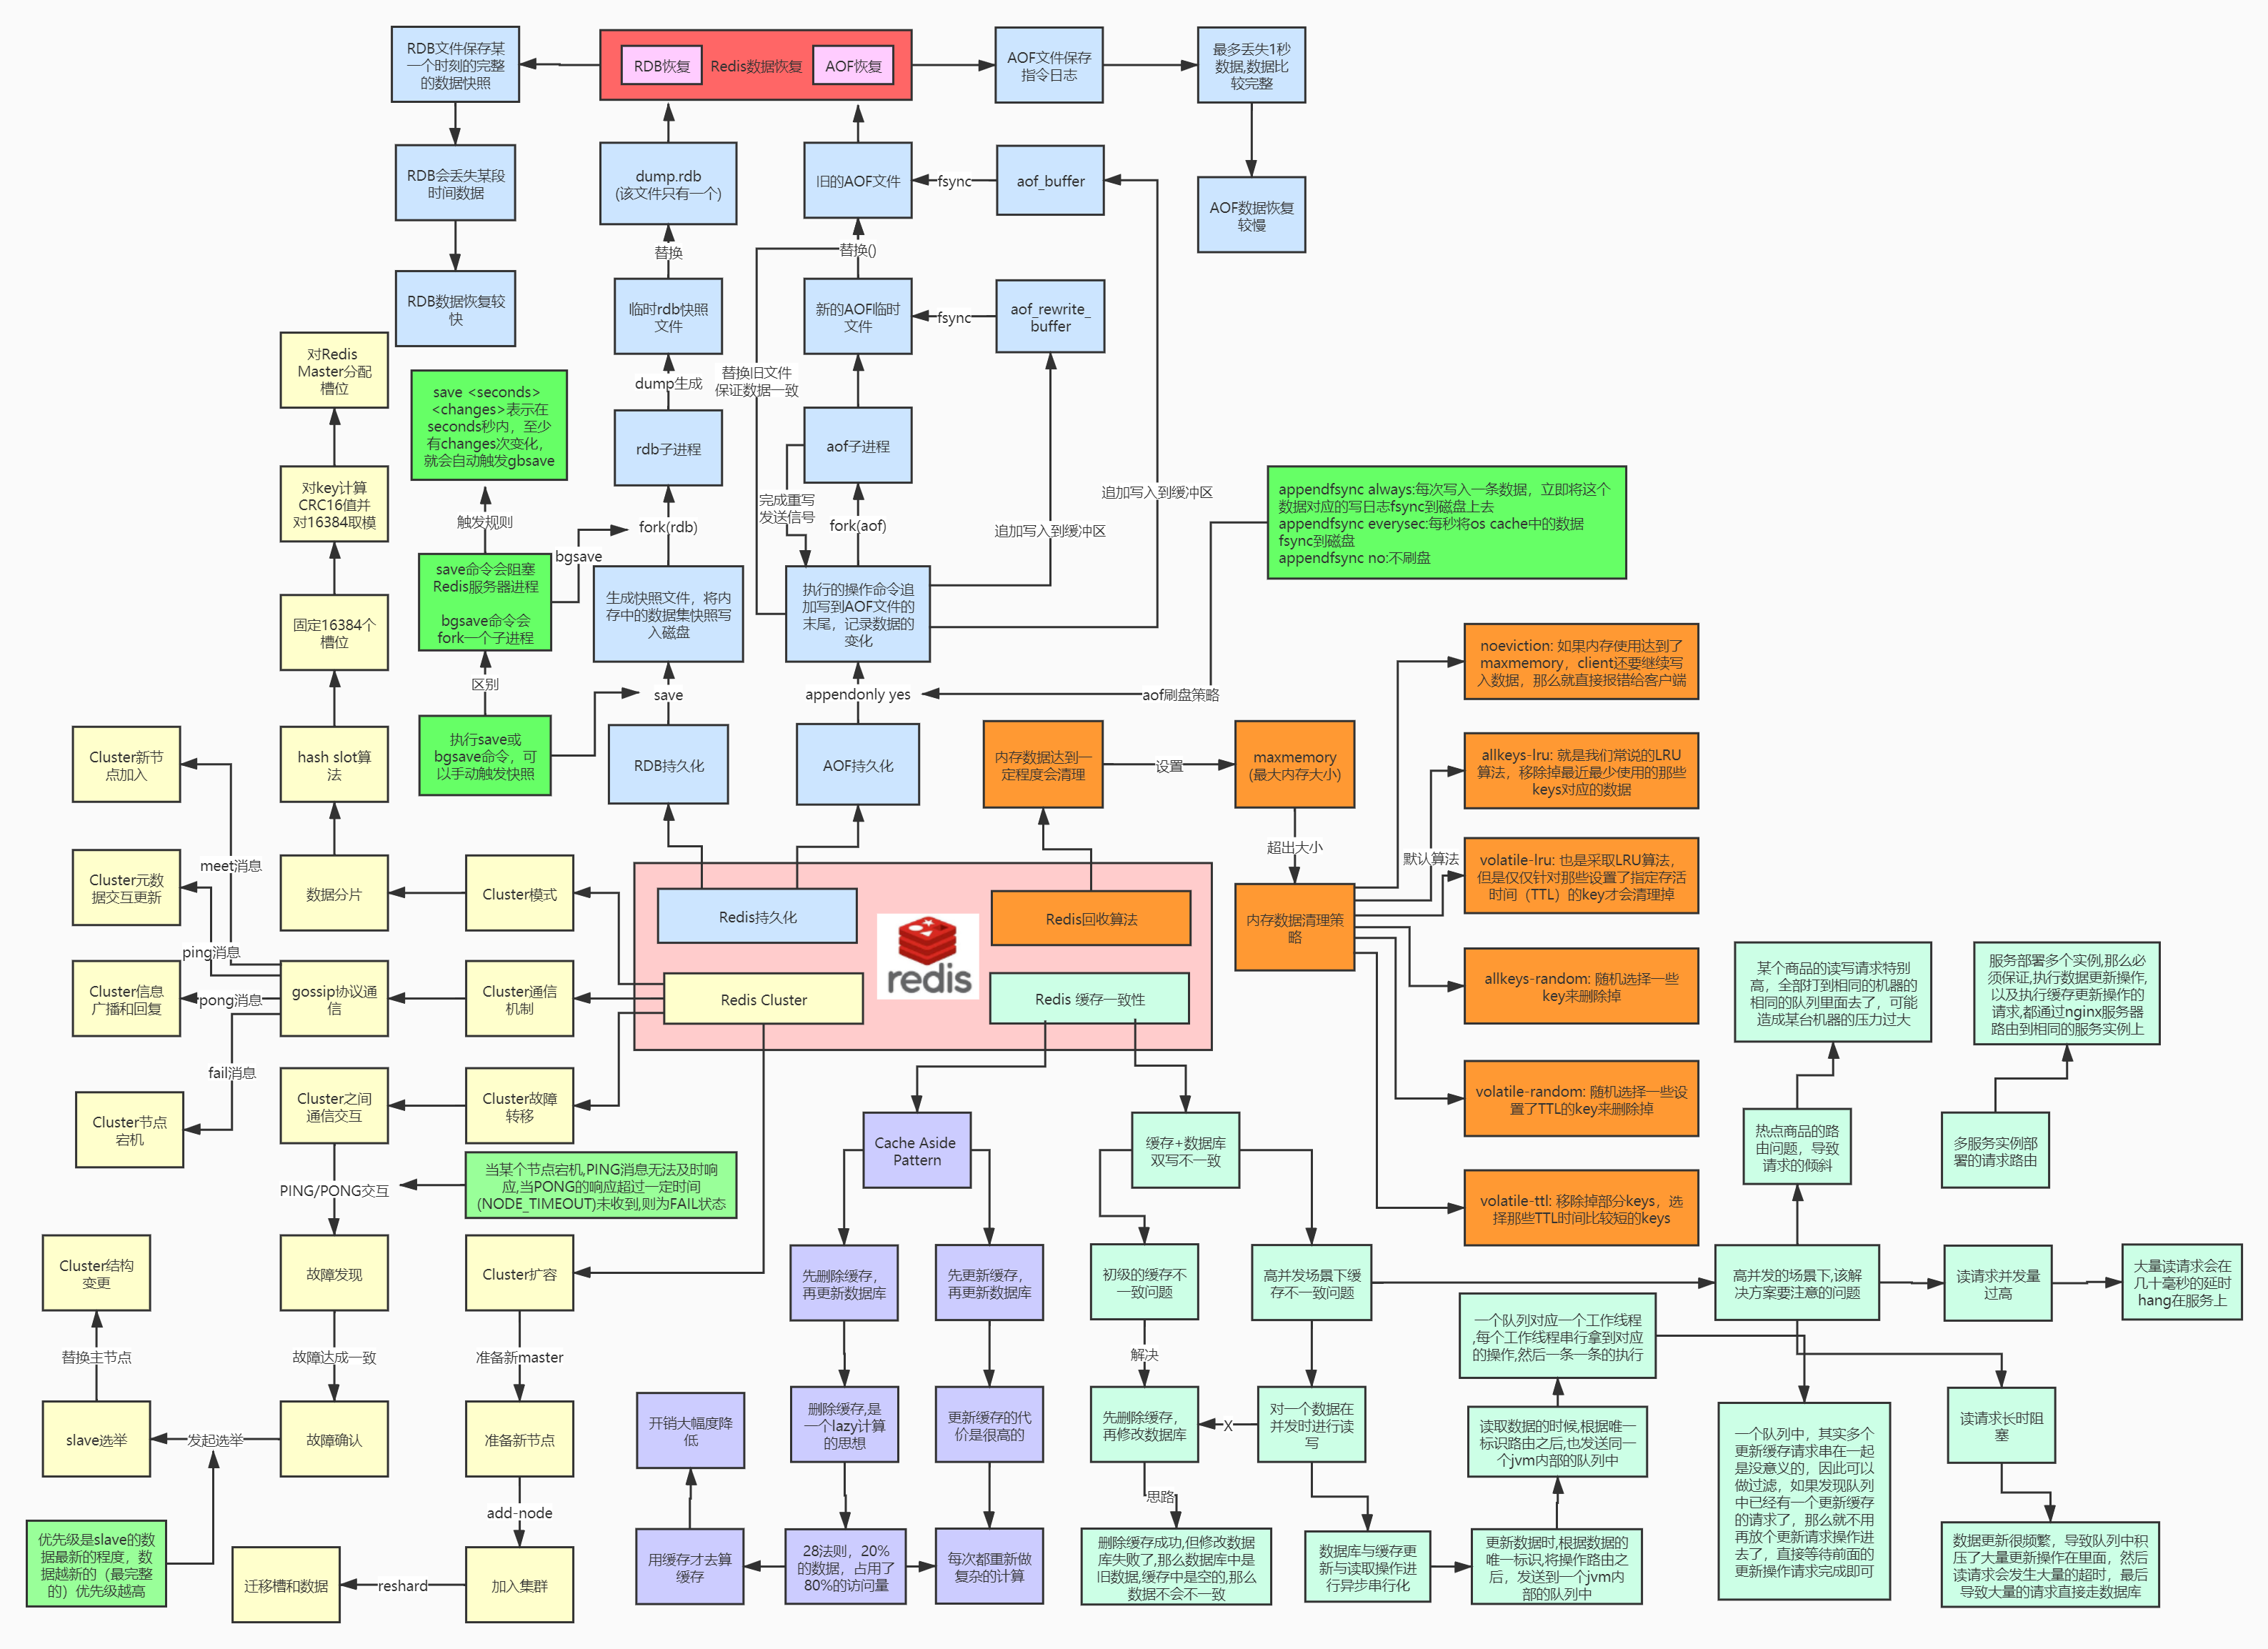 RDB文件保存某
一个时刻的完整
的数据快照
RDB恢复
Redis数据恢复
AOF恢复
AOF文件保存
指令日志
最多丢失1秒
数据,数据比
较完整
RDB会丢失某段
时间数据
dump.rdb
(该文件只有一个)
旧的AOF文件
fsync
aof_buffer
AOF数据恢复
较慢
替换
替换()
RDB数据恢复较
快
临时rdb快照
文件
新的AOF临时
文件
fsync
aof_rewrite_
buffer
对Redis
Master分配
槽位
save <seconds>
<changes>表示在
seconds秒内，至少
有changes次变化，
就会自动触发gbsave
dump生成
替换旧文件
保证数据一致
rdb子进程
aof子进程
对key计算
CRC16值并
对16384取模
触发规则
bgsave
fork(rdb)
完成重写
发送信号
fork(aof)
追加写入到缓冲区
追加写入到缓冲区
appendfsync always:每次写入一条数据，立即将这个
数据对应的写日志fsync到磁盘上去
appendfsync everysec:每秒将os cache中的数据
fsync到磁盘
appendfsync no:不刷盘
固定16384个
槽位
save命令会阻塞
Redis服务器进程
bgsave命令会
fork一个子进程
生成快照文件，将内
存中的数据集快照写
入磁盘
执行的操作命令追
加写到AOF文件的
末尾，记录数据的
变化
区别
save
appendonly yes
aof刷盘策略
noeviction: 如果内存使用达到了
maxmemory，client还要继续写
入数据，那么就直接报错给客户端
Cluster新节
点加入
hash slot算
法
执行save或
bgsave命令，可
以手动触发快照
RDB持久化
AOF持久化
内存数据达到一
定程度会清理
设置
maxmemory
(最大内存大小)
allkeys-lru: 就是我们常说的LRU
算法，移除掉最近最少使用的那些
keys对应的数据
meet消息
超出大小
默认算法
Cluster元数
据交互更新
数据分片
Cluster模式
Redis持久化
Redis回收算法
内存数据清理策
略
volatile-lru: 也是采取LRU算法，
但是仅仅针对那些设置了指定存活
时间（TTL）的key才会清理掉
ping消息
redis
Cluster信息
广播和回复
pong消息
gossip协议通
信
Cluster通信
机制
Redis Cluster
Redis 缓存一致性
allkeys-random: 随机选择一些
key来删除掉
某个商品的读写请求特别
高，全部打到相同的机器的
相同的队列里面去了，可能
造成某台机器的压力过大
服务部署多个实例,那么必
须保证,执行数据更新操作,
以及执行缓存更新操作的
请求,都通过nginx服务器
路由到相同的服务实例上
fail消息
Cluster节点
宕机
Cluster之间
通信交互
Cluster故障
转移
Cache Aside
Pattern
缓存+数据库
双写不一致
volatile-random: 随机选择一些设
置了TTL的key来删除掉
热点商品的路
由问题，导致
请求的倾斜
多服务实例部
署的请求路由
PING/PONG交互
当某个节点宕机,PING消息无法及时响
应,当PONG的响应超过一定时间
(NODE_TIMEOUT)未收到,则为FAIL状态
volatile-ttl: 移除掉部分keys，选
择那些TTL时间比较短的keys
Cluster结构
变更
故障发现
Cluster扩容
先删除缓存，
再更新数据库
先更新缓存，
再更新数据库
初级的缓存不
一致问题
高并发场景下缓
存不一致问题
高并发的场景下,该解
决方案要注意的问题
读请求并发量
过高
大量读请求会在
几十毫秒的延时
hang在服务上
替换主节点
故障达成一致
准备新master
解决
一个队列对应一个工作线程
,每个工作线程串行拿到对应
的操作,然后一条一条的执行
slave选举
发起选举
故障确认
准备新节点
开销大幅度降
低
删除缓存,是
一个lazy计算
的思想
更新缓存的代
价是很高的
先删除缓存，
再修改数据库
X
对一个数据在
并发时进行读
写
读取数据的时候,根据唯一
标识路由之后,也发送同一
个jvm内部的队列中
一个队列中，其实多个
更新缓存请求串在一起
是没意义的，因此可以
做过滤，如果发现队列
中已经有一个更新缓存
的请求了，那么就不用
再放个更新请求操作进
去了，直接等待前面的
更新操作请求完成即可
读请求长时阻
塞
add-node
思路
优先级是slave的数
据最新的程度，数
据越新的（最完整
的）优先级越高
迁移槽和数据
reshard
加入集群
用缓存才去算
缓存
28法则，20%
的数据，占用了
80%的访问量
每次都重新做
复杂的计算
删除缓存成功,但修改数据
库失败了,那么数据库中是
旧数据,缓存中是空的,那么
数据不会不一致
数据库与缓存更
新与读取操作进
行异步串行化
更新数据时,根据数据的
唯一标识,将操作路由之
后，发送到一个jvm内
部的队列中
数据更新很频繁，导致队列中积
压了大量更新操作在里面，然后
读请求会发生大量的超时，最后
导致大量的请求直接走数据库